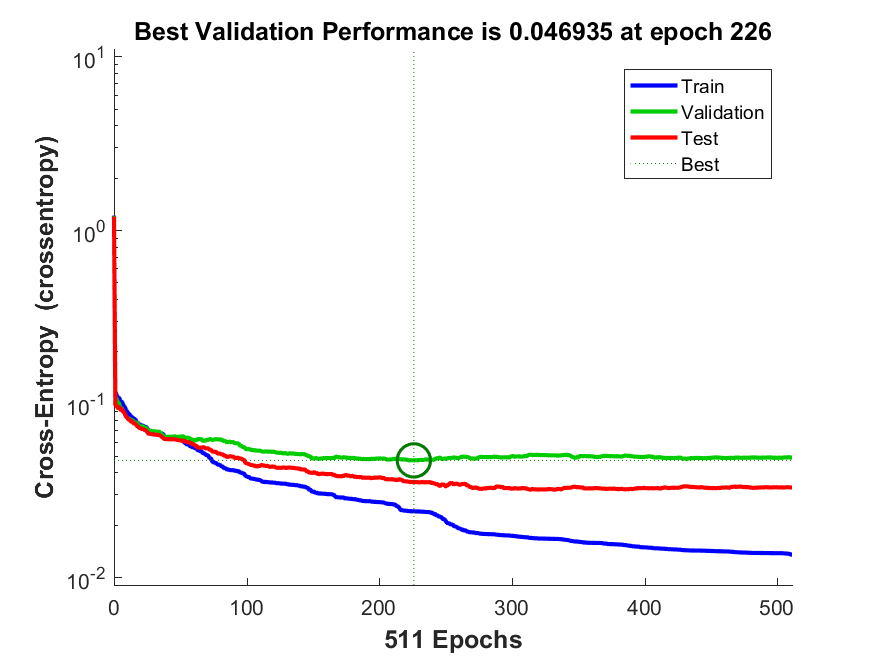 Best Validation Performance is 0.046935 at epoch 226
10^1
10^0
10^-1
10^-2
Cross-Entropy (crossentropy)
Train
Validation
Test
Best
0 100 200 300 400 500
511 Epochs